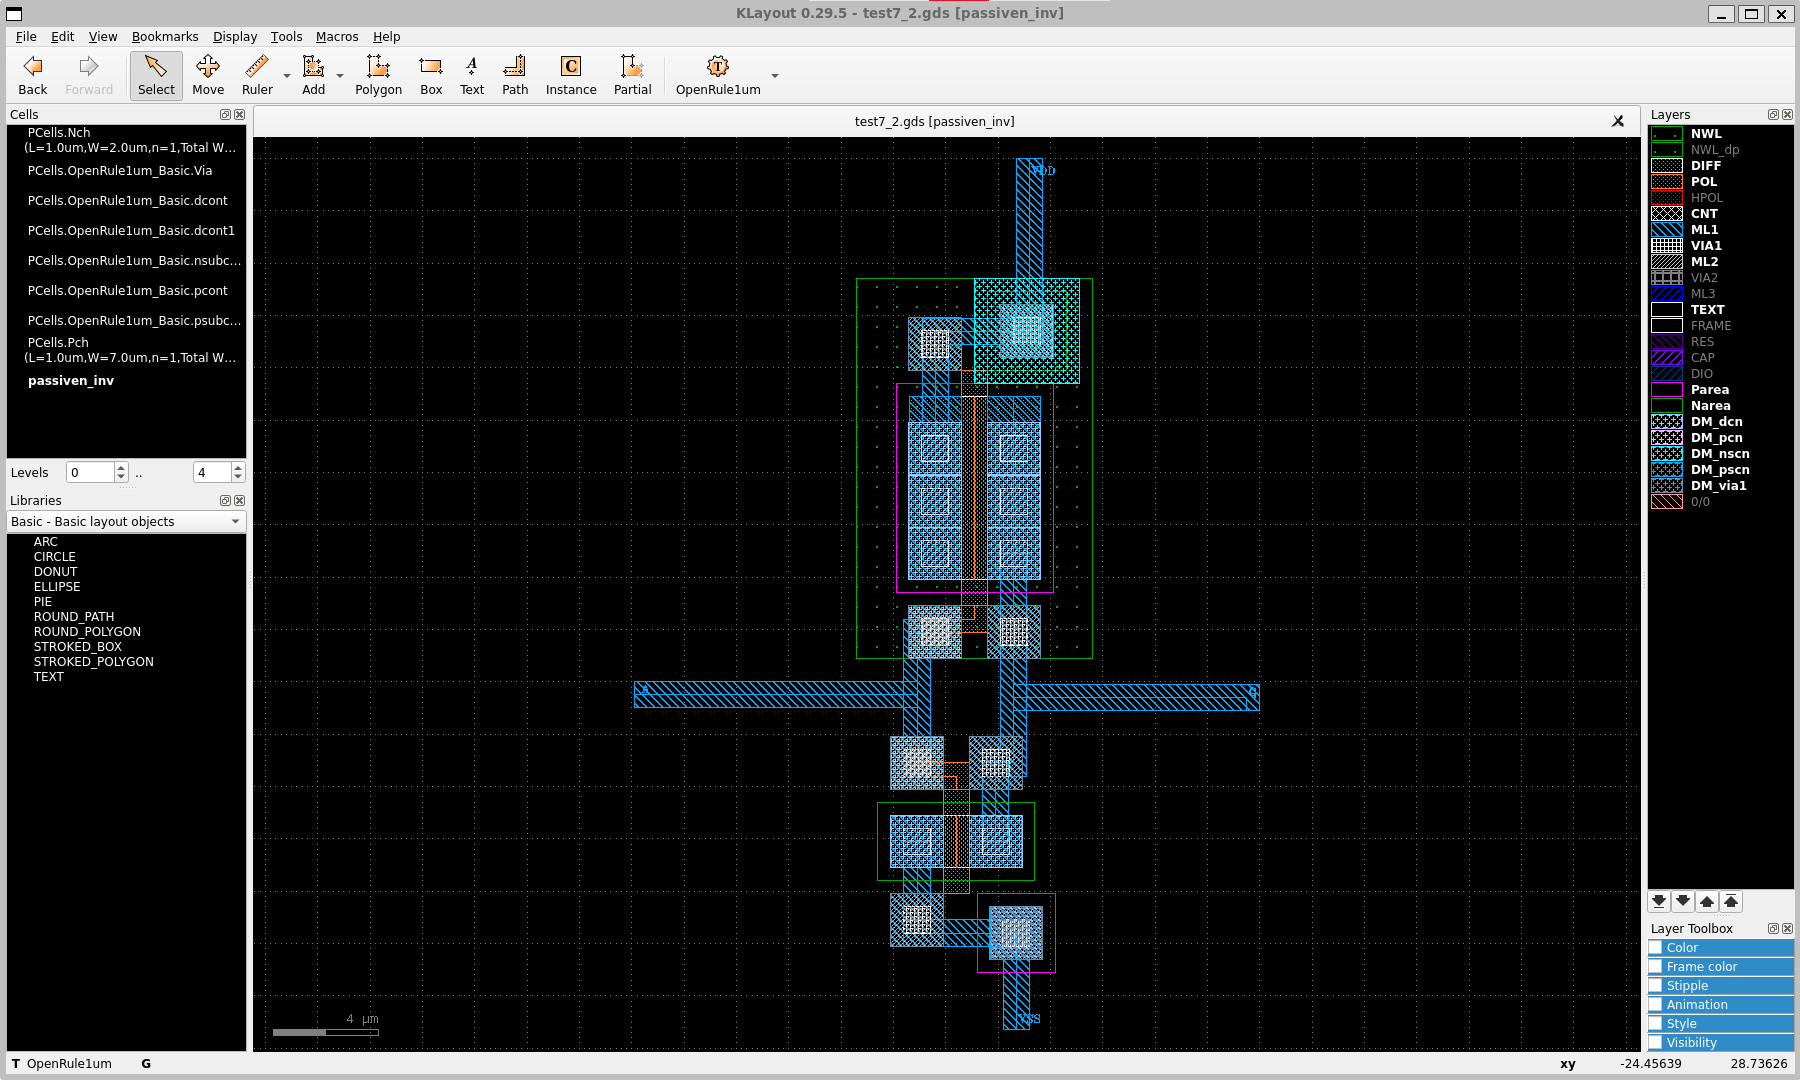 KLayout 0.29.5 - test7_2.gds [passiven_inv]
File Edit View Bookmarks Display Tools Macros Help
Back Forward Select Move Ruler Add Polygon Box Text Path Instance Partial OpenRule1um
Cells
PCells.Nch
(L=1.0um,W=2.0um,n=1,Total W...
PCells.OpenRule1um_Basic.Via
PCells.OpenRule1um_Basic.dcont
PCells.OpenRule1um_Basic.dcont1
PCells.OpenRule1um_Basic.nsubc...
PCells.OpenRule1um_Basic.pcont
PCells.OpenRule1um_Basic.psubc...
PCells.Pch
(L=1.0um,W=7.0um,n=1,Total W...
passiven_inv
Levels 0 .. 4
Libraries
Basic - Basic layout objects
ARC
CIRCLE
DONUT
ELLIPSE
PIE
ROUND_PATH
ROUND_POLYGON
STROKED_BOX
STROKED_POLYGON
TEXT
test7_2.gds [passiven_inv]
VDD
A
VSS
4 µm
Layers
NWL
NWL_dp
DIFF
POL
HPOL
CNT
ML1
VIA1
ML2
VIA2
ML3
TEXT
FRAME
RES
CAP
DIO
Parea
Narea
DM_dcn
DM_pcn
DM_nscn
DM_pscn
DM_via1
0/0
Layer Toolbox
Color
Frame color
Stipple
Animation
Style
Visibility
T OpenRule1um G xy -24.45639 28.73626